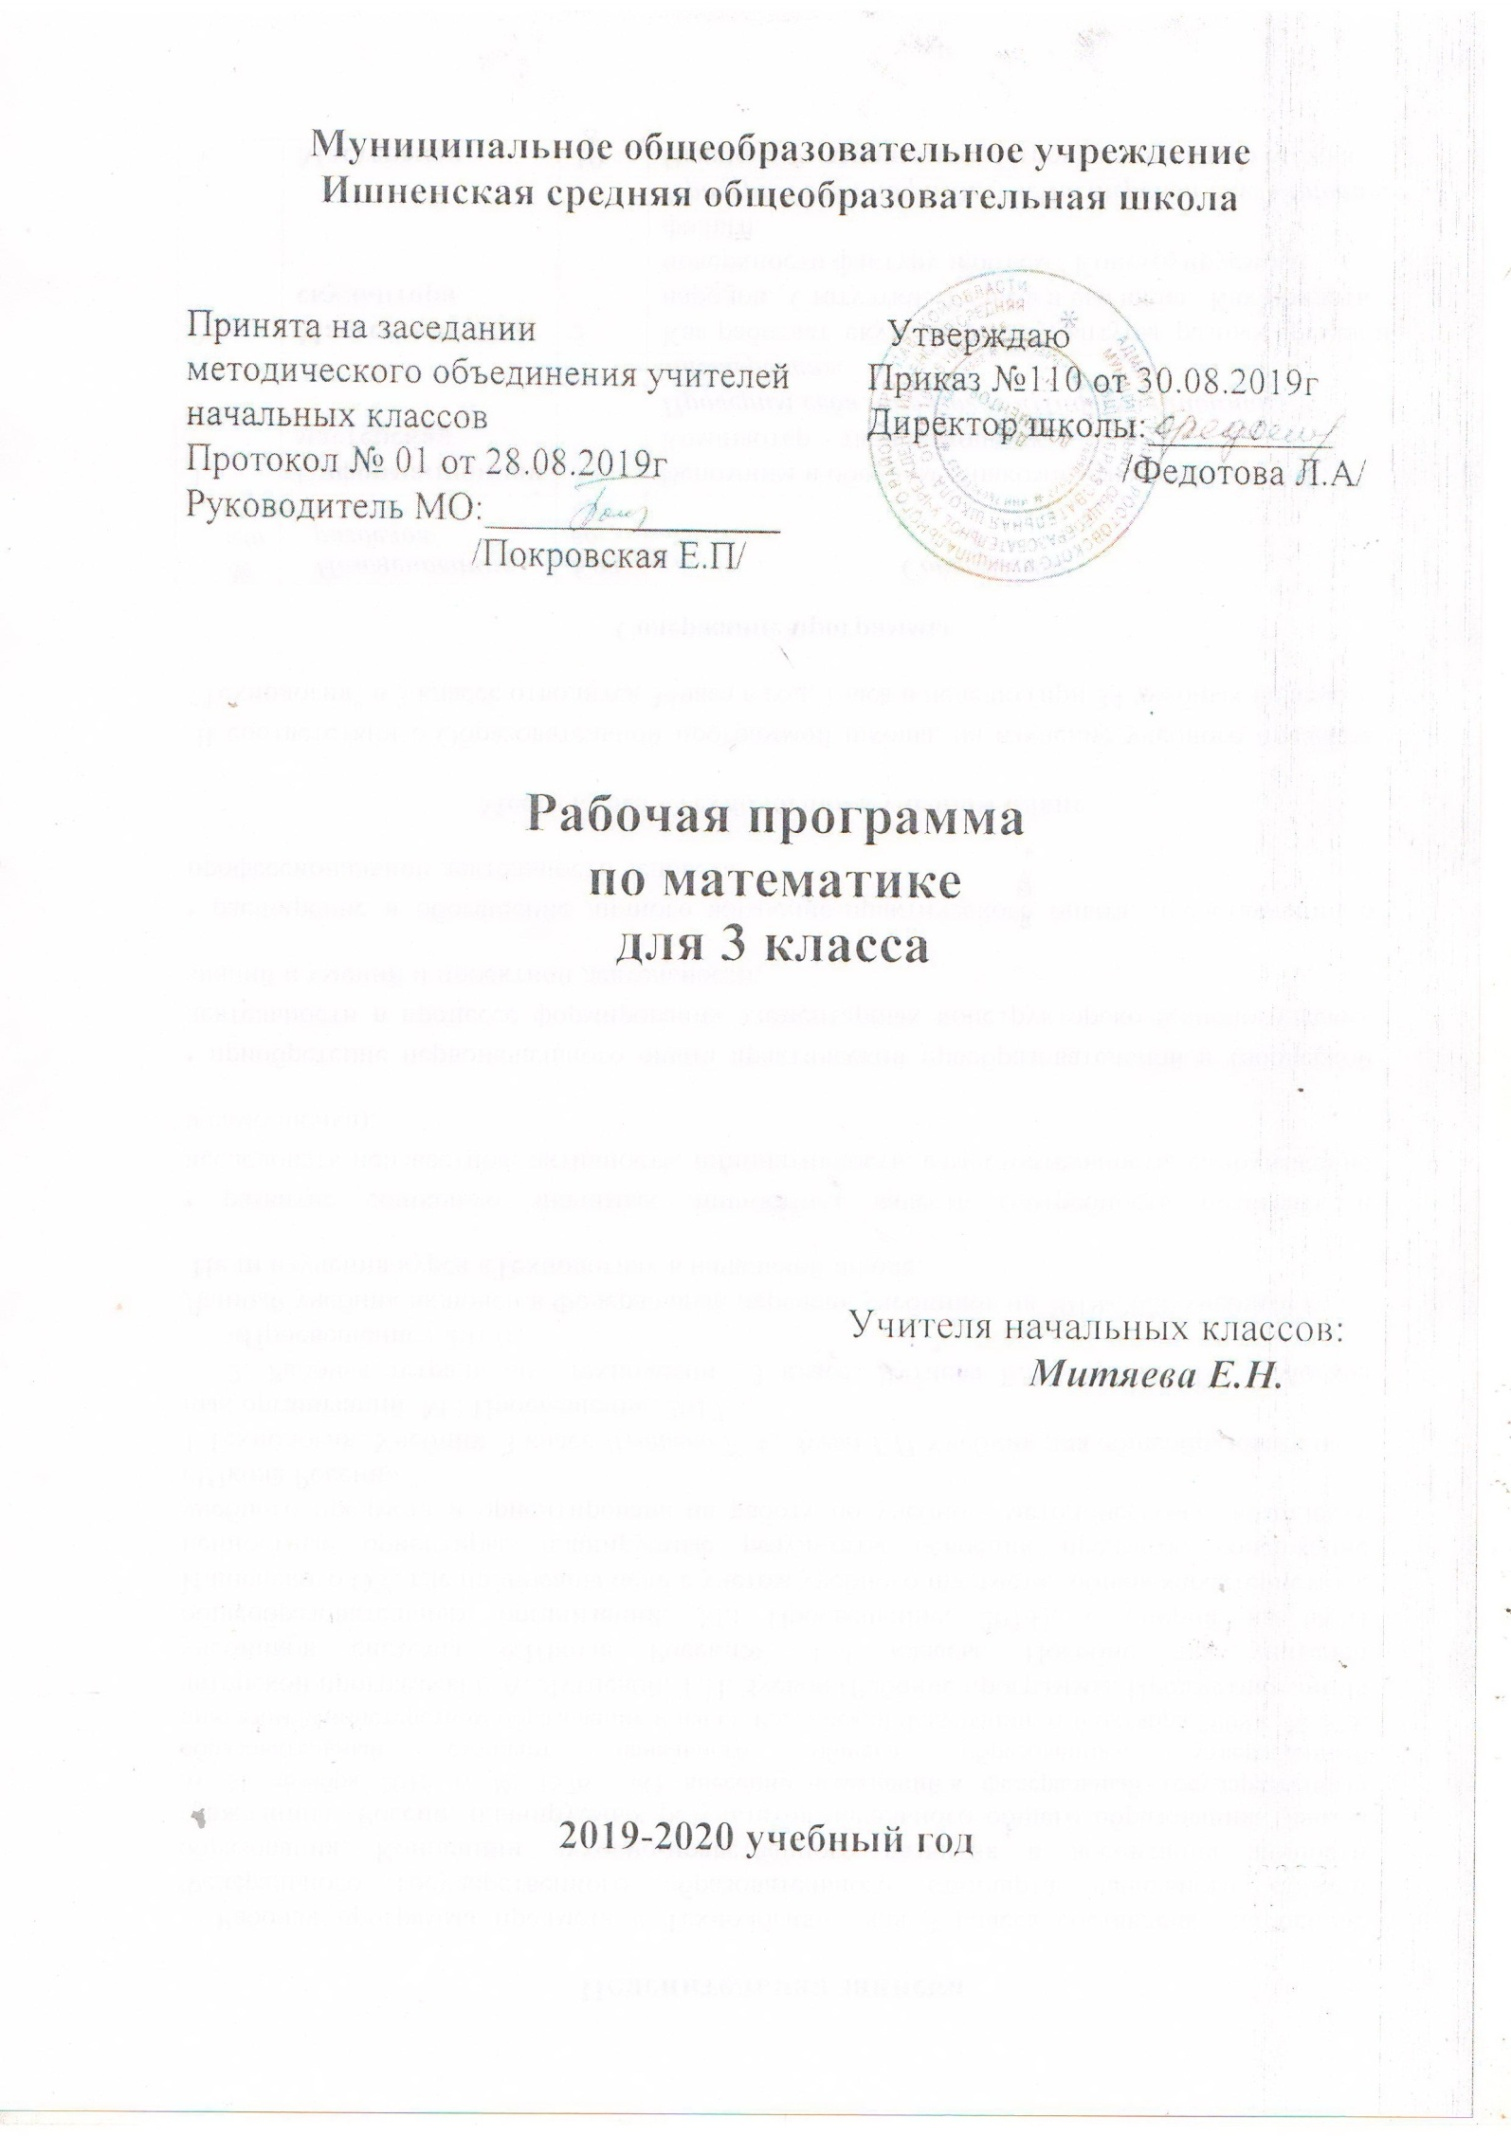 Муниципальное общеобразовательное учреждение
Ишненская средняя общеобразовательная школа
Принята на заседании
методического объединения учителей
начальных классов
Протокол № 01 от 28.08.2019г
Руководитель МО:
/Покровская Е.П/
Утверждаю
Приказ №110 от 30.08.2019г
Директор школы:
/Федотова Л.А/
Рабочая программа
по математике
для 3 класса
Учителя начальных классов:
Митяева Е.Н.
2019-2020 учебный год